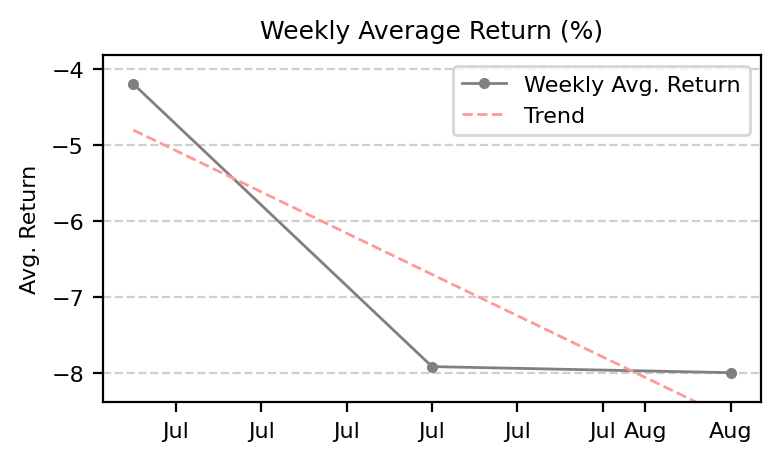 Weekly Average Return (%)
Avg. Return
−4
−5
−6
−7
−8
Weekly Avg. Return
Trend
Jul Jul Jul Jul Jul Jul Aug Aug